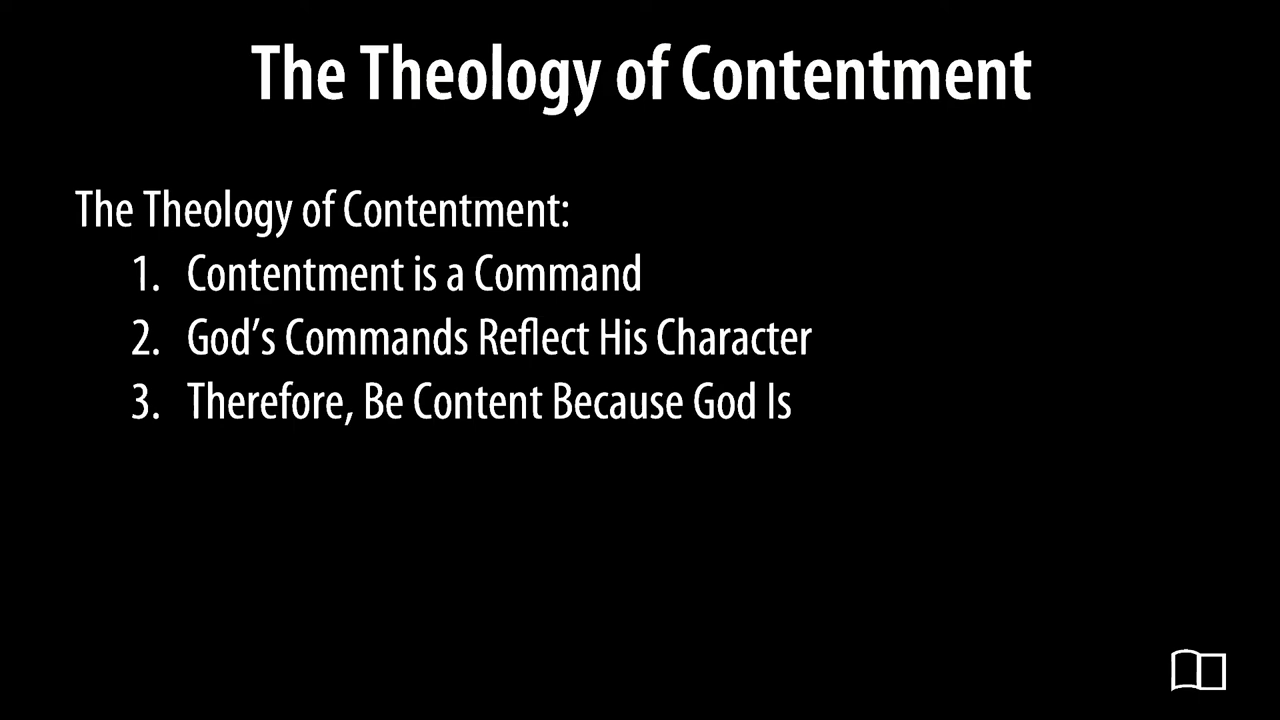 The Theology of Contentment
The Theology of Contentment:
1. Contentment is a Command
2. God’s Commands Reflect His Character
3. Therefore, Be Content Because God Is